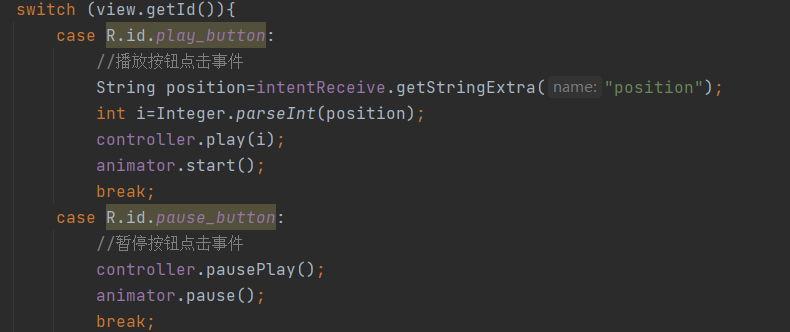 switch (view.getId()){
case R.id.play_button:
//播放按钮点击事件
String position=intentReceive.getStringExtra( name: "position");
int i=Integer.parseInt(position);
controller.play(i);
animator.start();
break;
case R.id.pause_button:
//暂停按钮点击事件
controller.pausePlay();
animator.pause();
break;